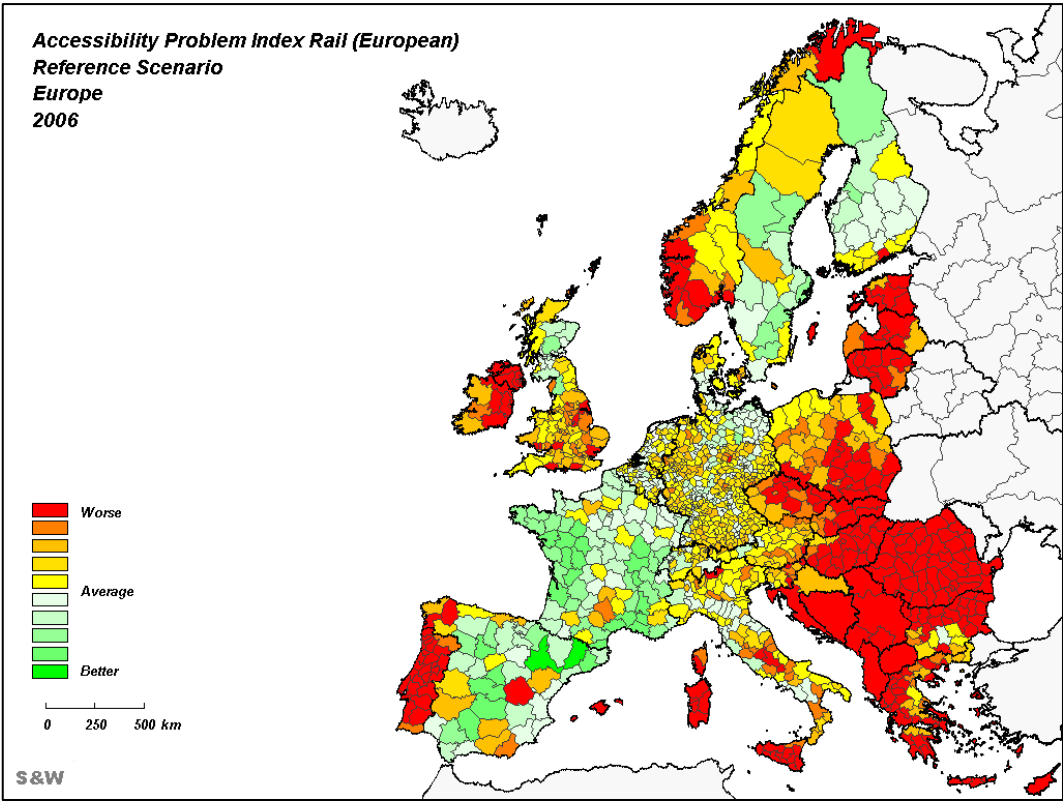 Accessibility Problem Index Rail (European)
Reference Scenario
Europe
2006
Worse
Average
Better
0 250 500 km
S&W